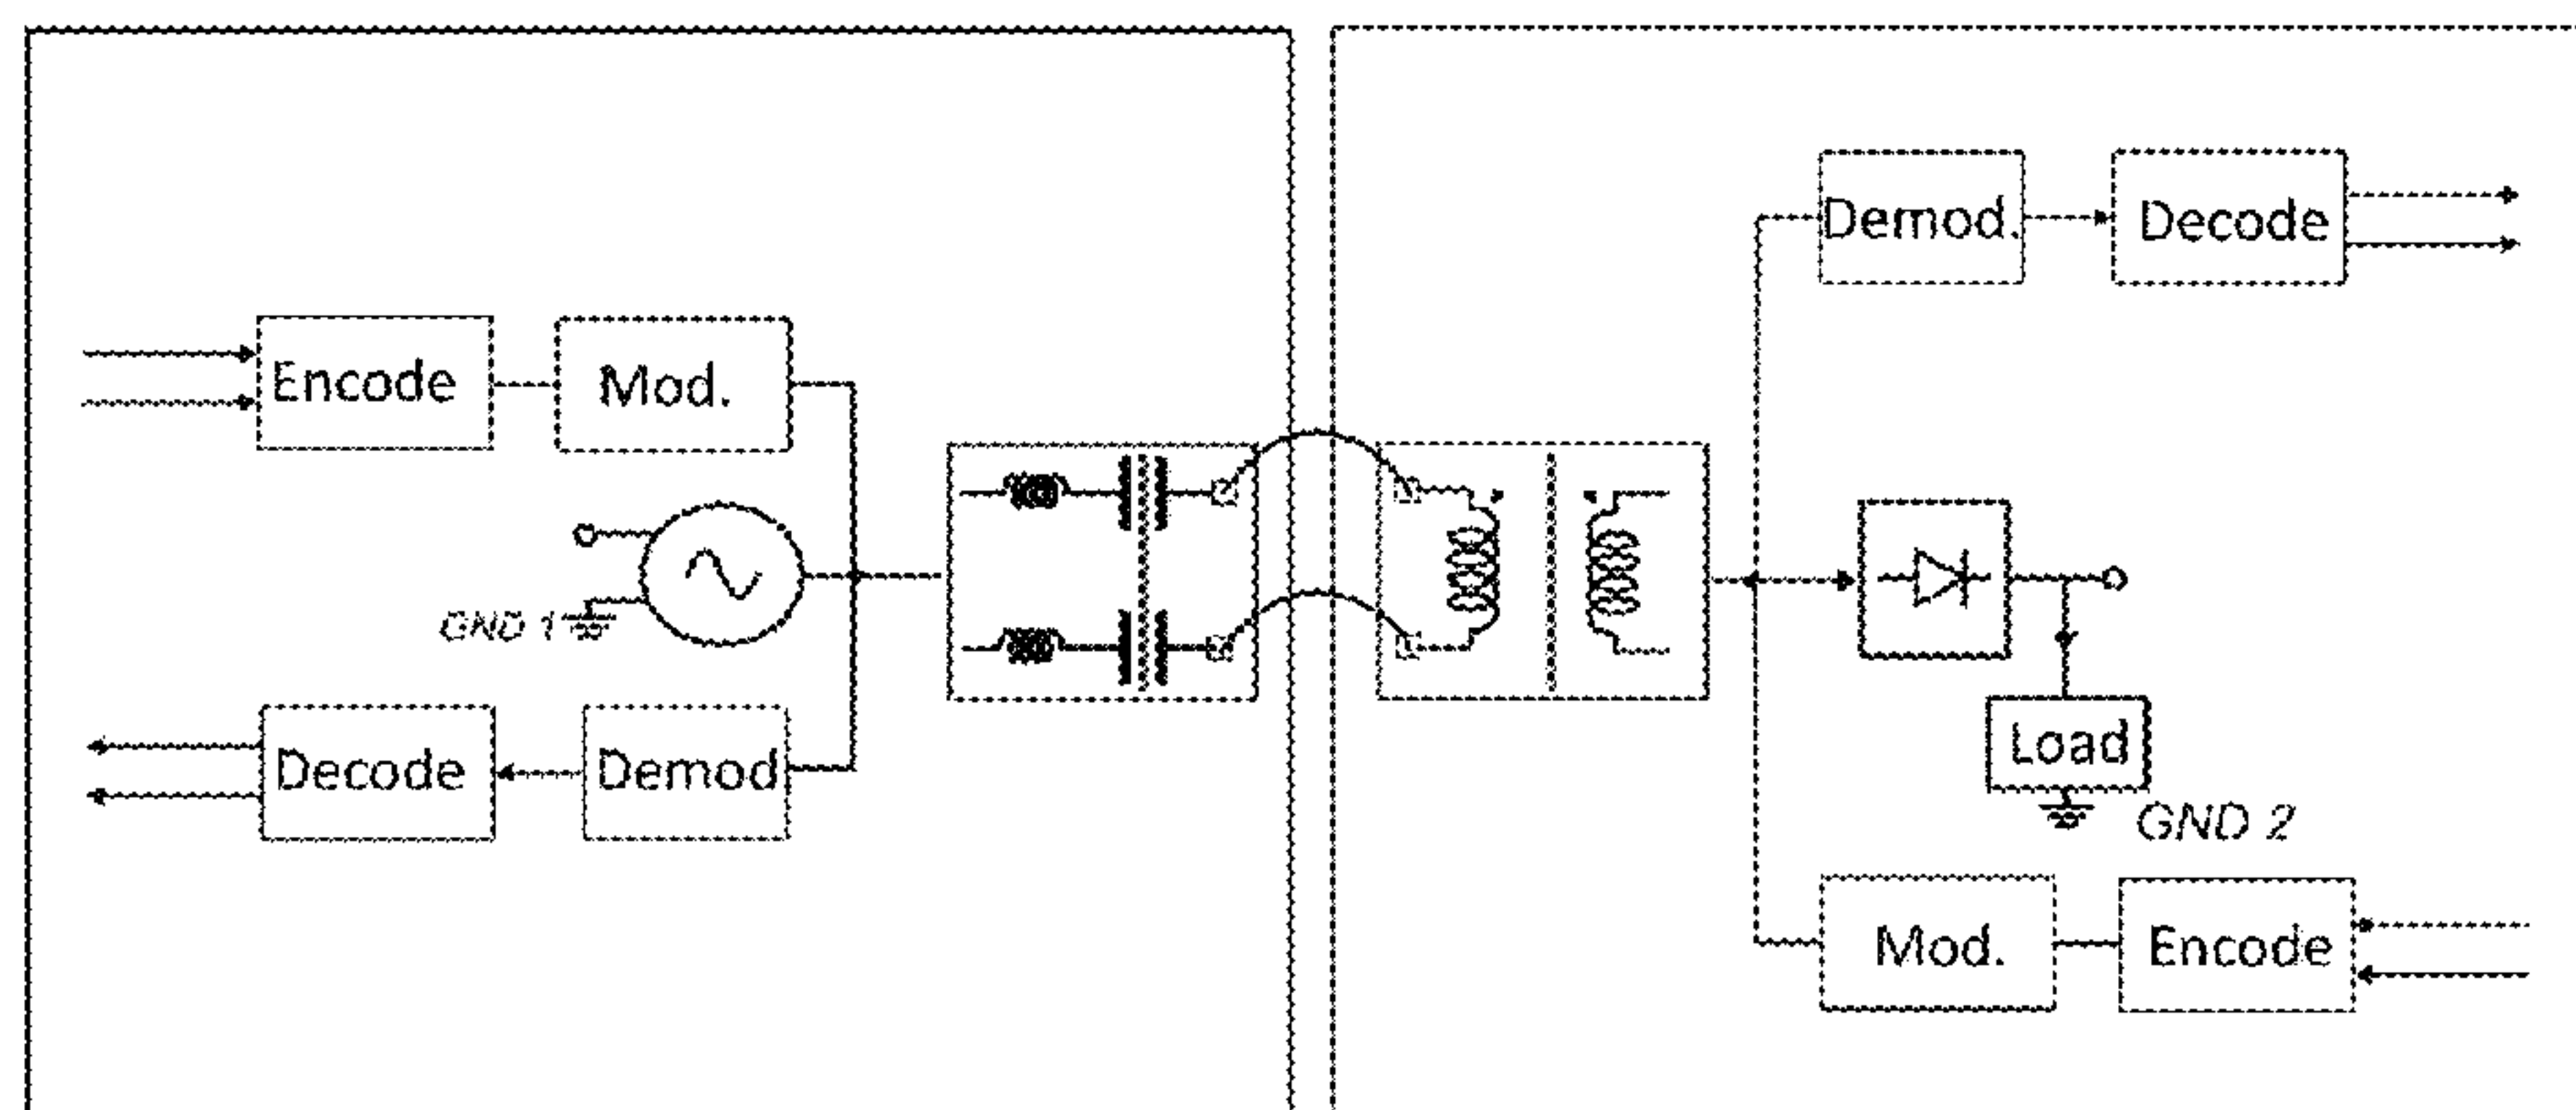 Demod.
Decode
Encode
Mod.
GND 1
Decode
Demod
Load
GND 2
Mod.
Encode